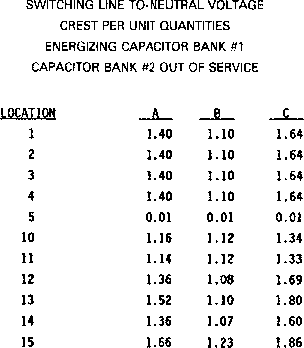 SWITCHING LINE TO-NEUTRAL VOLTAGE
CREST PER UNIT QUANTITIES
ENERGIZING CAPACITOR BANK #1
CAPACITOR BANK #2 OUT OF SERVICE
LOCATION A B C
1 1.40 1.10 1.64
2 1.40 1.10 1.64
3 1.40 1.10 1.64
4 1.40 1.10 1.64
5 0.01 0.01 0.01
10 1.16 1.12 1.34
11 1.14 1.12 1.33
12 1.36 1.08 1.69
13 1.52 1.10 1.80
14 1.36 1.07 1.60
15 1.66 1.23 1.86